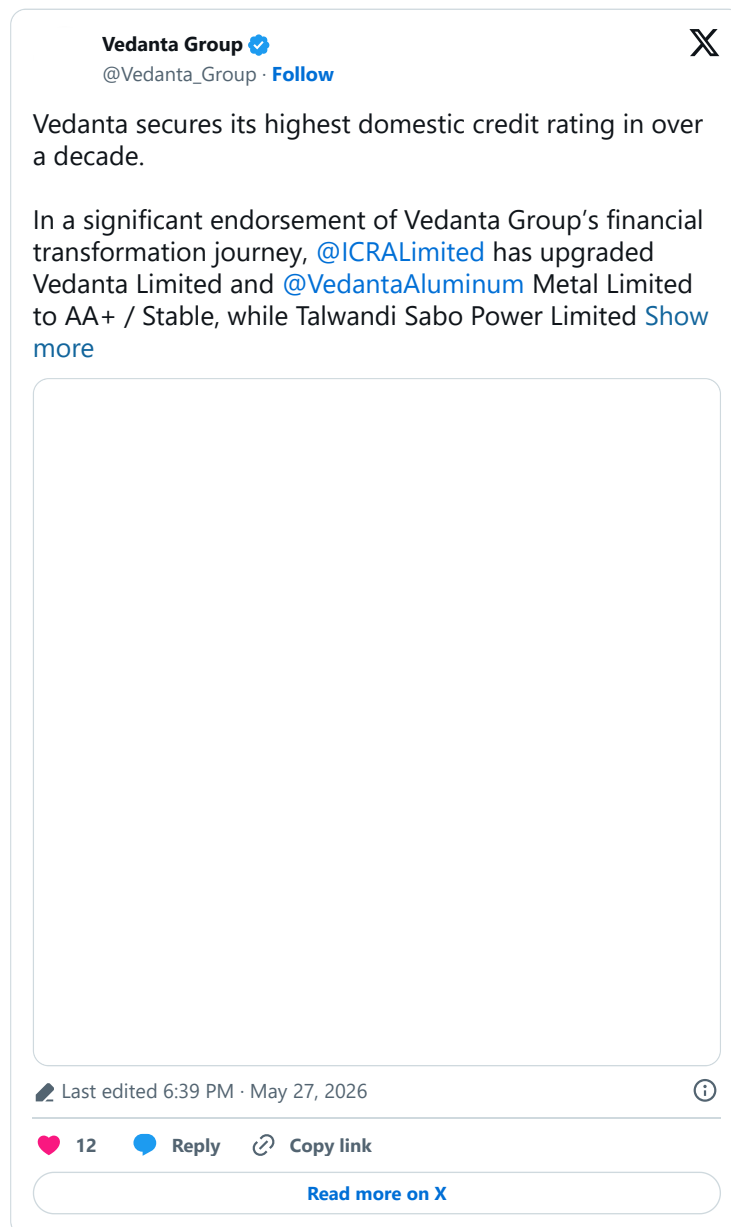 Vedanta Group
@Vedanta_Group · Follow
Vedanta secures its highest domestic credit rating in over
a decade.
In a significant endorsement of Vedanta Group’s financial
transformation journey, @ICRALimited has upgraded
Vedanta Limited and @VedantaAluminum Metal Limited
to AA+ / Stable, while Talwandi Sabo Power Limited Show
more
Last edited 6:39 PM · May 27, 2026
12 Reply Copy link
Read more on X